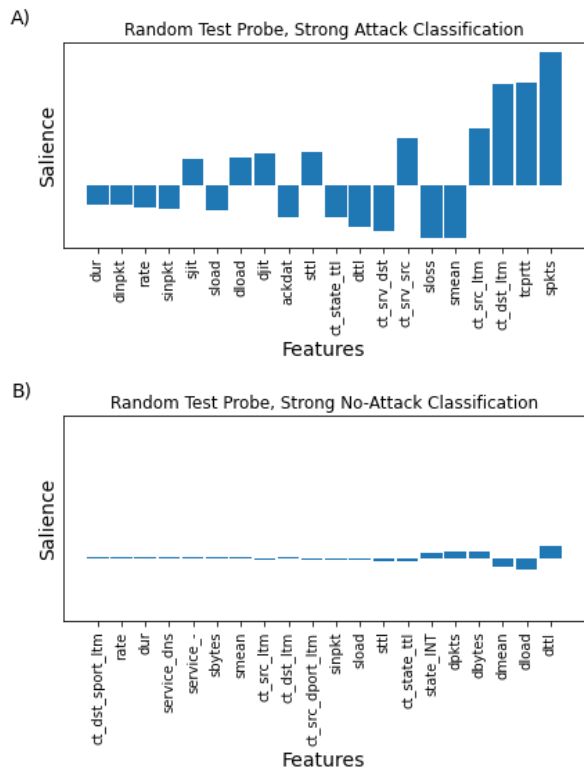 A)
Random Test Probe, Strong Attack Classification
Salience
dur
dinpkt
rate
sinpkt
sjit
sload
dload
djit
ackdat
sttl
ct_state_ttl
dttl
ct_srv_dst
ct_srv_src
sloss
smean
ct_src_ltm
ct_dst_ltm
tcprtt
spkts
Features
B)
Random Test Probe, Strong No-Attack Classification
Salience
ct_dst_sport_ltm
rate
dur
service_dns
service_-
sbytes
smean
ct_src_ltm
ct_dst_ltm
ct_src_dport_ltm
sinpkt
sload
sttl
ct_state_ttl
state_INT
dpkts
dbytes
dmean
dload
dttl
Features